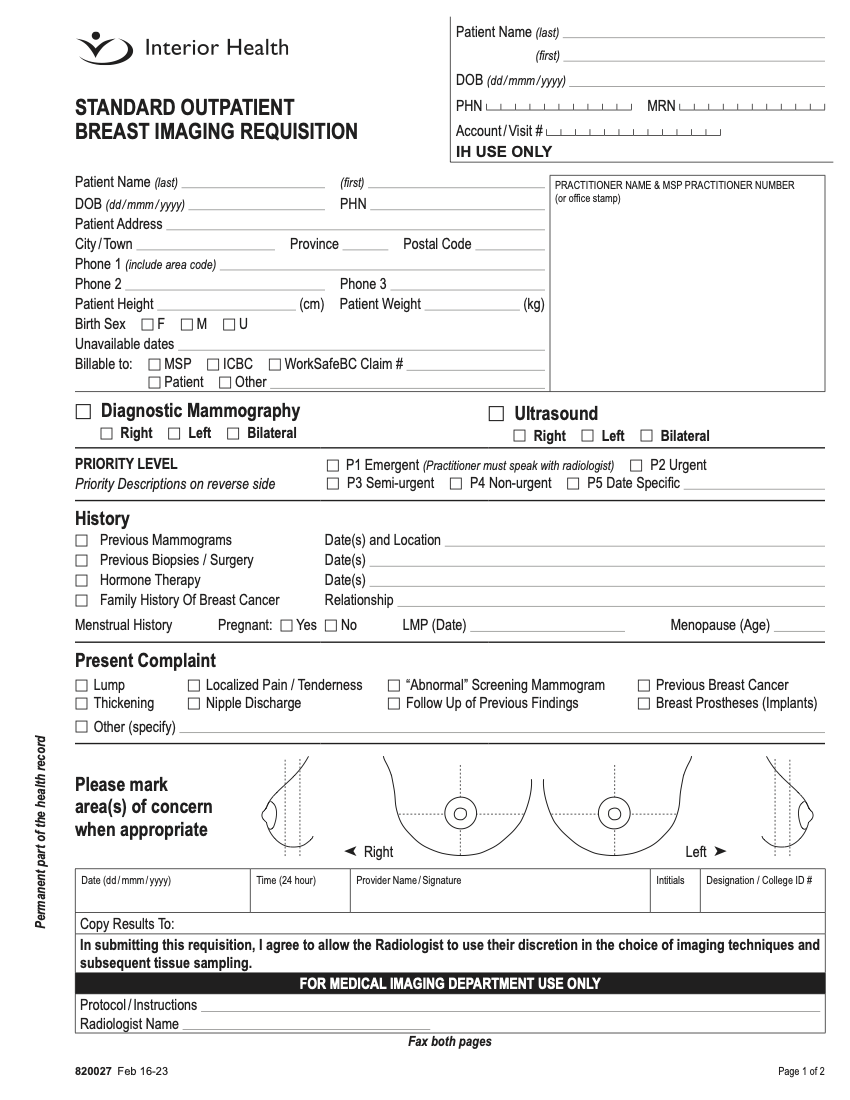 Interior Health
STANDARD OUTPATIENT
BREAST IMAGING REQUISITION
Patient Name (last)
(first)
DOB (dd/mmm/yyyy)
PHN MRN
Account/Visit #
IH USE ONLY
Patient Name (last) (first)
DOB (dd/mmm/yyyy) PHN
Patient Address
City/Town Province Postal Code
Phone 1 (include area code)
Phone 2 Phone 3
Patient Height (cm) Patient Weight (kg)
Birth Sex F M U
Unavailable dates
Billable to: MSP ICBC WorkSafeBC Claim #
Patient Other
PRACTITIONER NAME & MSP PRACTITIONER NUMBER
(or office stamp)
Diagnostic Mammography
Right Left Bilateral
Ultrasound
Right Left Bilateral
PRIORITY LEVEL P1 Emergent (Practitioner must speak with radiologist) P2 Urgent
Priority Descriptions on reverse side P3 Semi-urgent P4 Non-urgent P5 Date Specific
History
Previous Mammograms Date(s) and Location
Previous Biopsies / Surgery Date(s)
Hormone Therapy Date(s)
Family History Of Breast Cancer Relationship
Menstrual History Pregnant: Yes No LMP (Date) Menopause (Age)
Present Complaint
Lump Localized Pain / Tenderness “Abnormal” Screening Mammogram Previous Breast Cancer
Thickening Nipple Discharge Follow Up of Previous Findings Breast Prostheses (Implants)
Other (specify)
Please mark
area(s) of concern
when appropriate
Right Left
Date (dd/mmm/yyyy) Time (24 hour) Provider Name/Signature Intitials Designation / College ID #
Copy Results To:
In submitting this requisition, I agree to allow the Radiologist to use their discretion in the choice of imaging techniques and
subsequent tissue sampling.
FOR MEDICAL IMAGING DEPARTMENT USE ONLY
Protocol/Instructions
Radiologist Name
Fax both pages
820027 Feb 16-23 Page 1 of 2
Permanent part of the health record